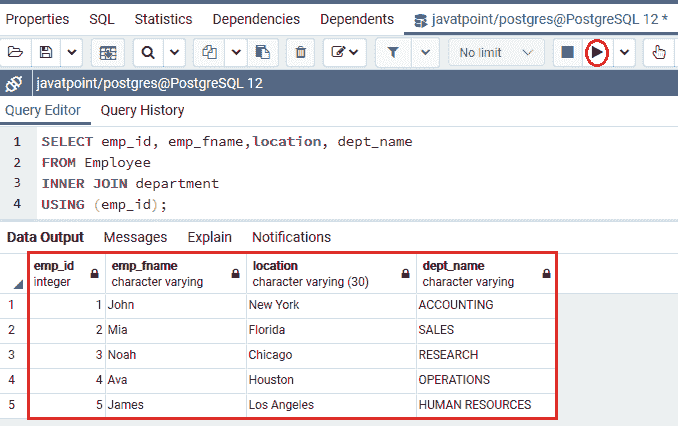 Properties SQL Statistics Dependencies Dependents javatpoint/postgres@PostgreSQL 12 *
No limit
javatpoint/postgres@PostgreSQL 12
Query Editor Query History
1 SELECT emp_id, emp_fname,location, dept_name
2 FROM Employee
3 INNER JOIN department
4 USING (emp_id);
Data Output Messages Explain Notifications
emp_id emp_fname location dept_name
integer character varying character varying (30) character varying
1 1 John New York ACCOUNTING
2 2 Mia Florida SALES
3 3 Noah Chicago RESEARCH
4 4 Ava Houston OPERATIONS
5 5 James Los Angeles HUMAN RESOURCES